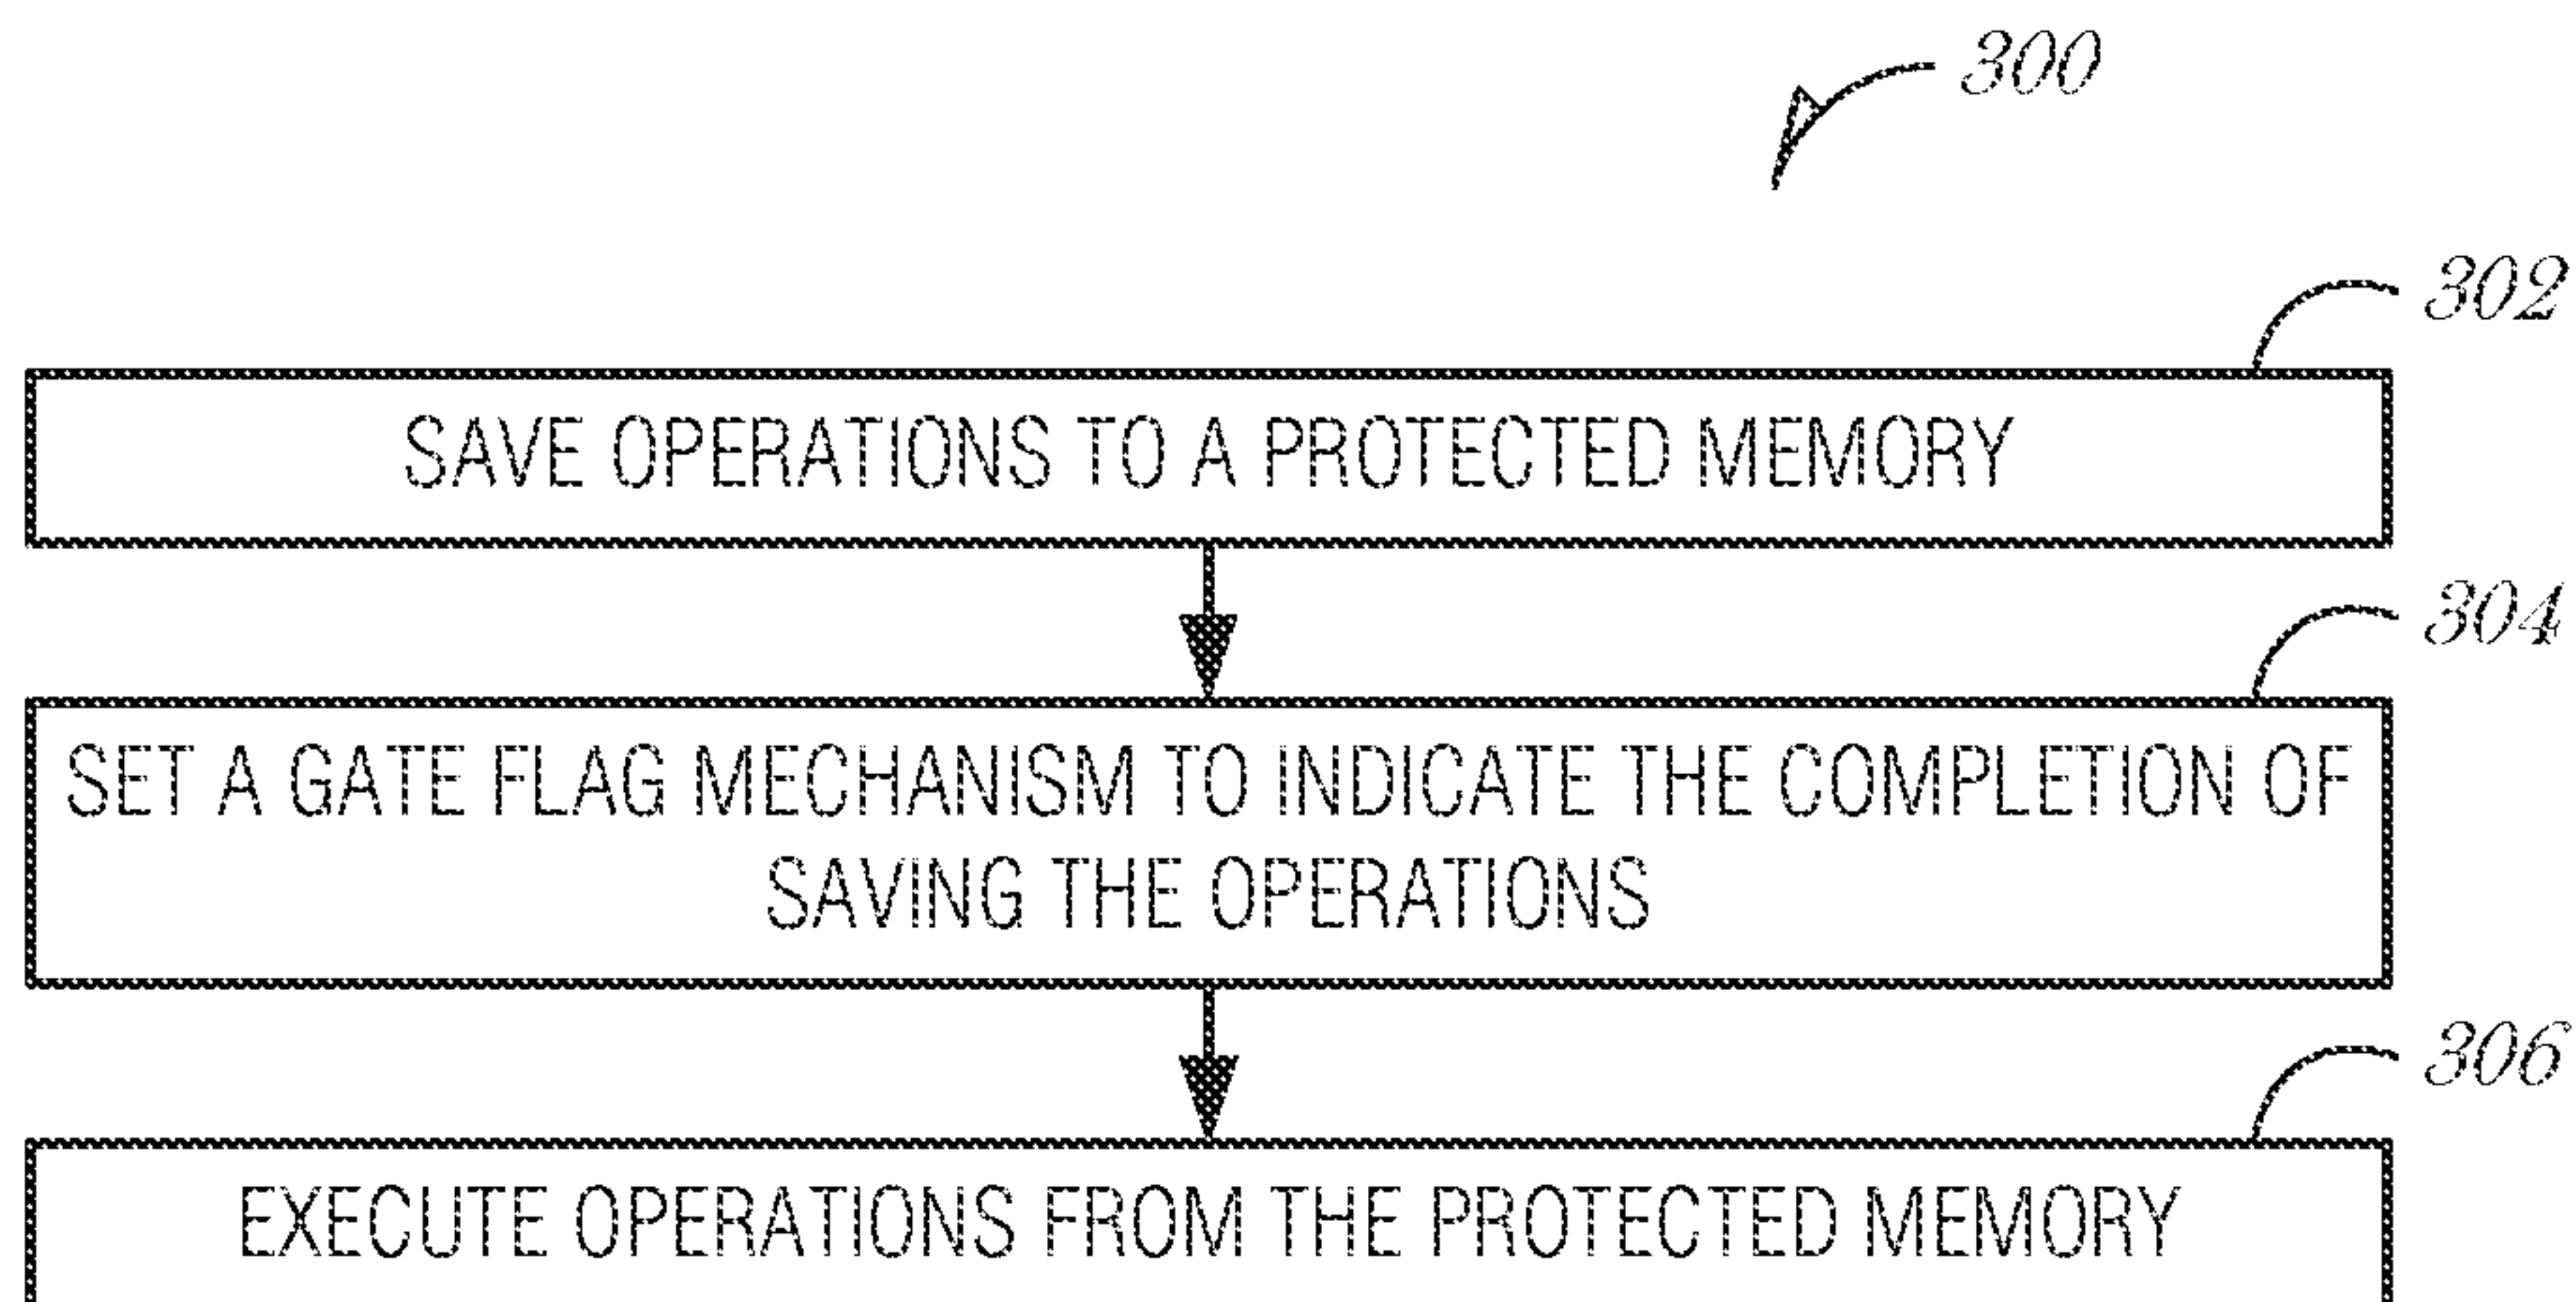 300
302
SAVE OPERATIONS TO A PROTECTED MEMORY
304
SET A GATE FLAG MECHANISM TO INDICATE THE COMPLETION OF
SAVING THE OPERATIONS
306
EXECUTE OPERATIONS FROM THE PROTECTED MEMORY